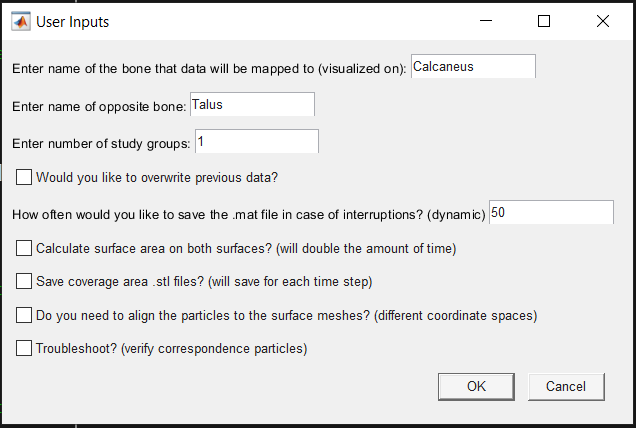 User Inputs
Enter name of the bone that data will be mapped to (visualized on): Calcaneus
Enter name of opposite bone: Talus
Enter number of study groups: 1
Would you like to overwrite previous data?
How often would you like to save the .mat file in case of interruptions? (dynamic) 50
Calculate surface area on both surfaces? (will double the amount of time)
Save coverage area .stl files? (will save for each time step)
Do you need to align the particles to the surface meshes? (different coordinate spaces)
Troubleshoot? (verify correspondence particles)
OK Cancel